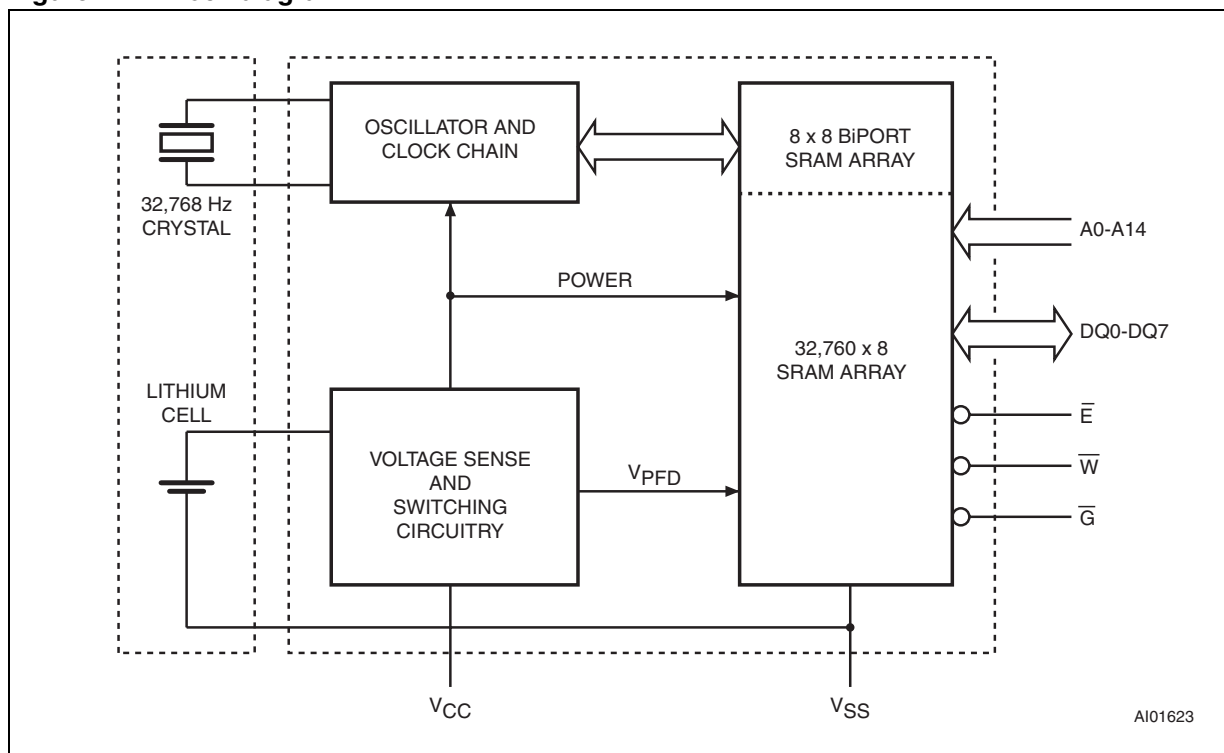 OSCILLATOR AND
CLOCK CHAIN
8 x 8 BiPORT
SRAM ARRAY
32,768 Hz
CRYSTAL
A0-A14
POWER
DQ0-DQ7
32,760 x 8
SRAM ARRAY
LITHIUM
CELL
E̅
VOLTAGE SENSE
AND
SWITCHING
CIRCUITRY
VPFD
W̅
G̅
VCC
VSS
AI01623